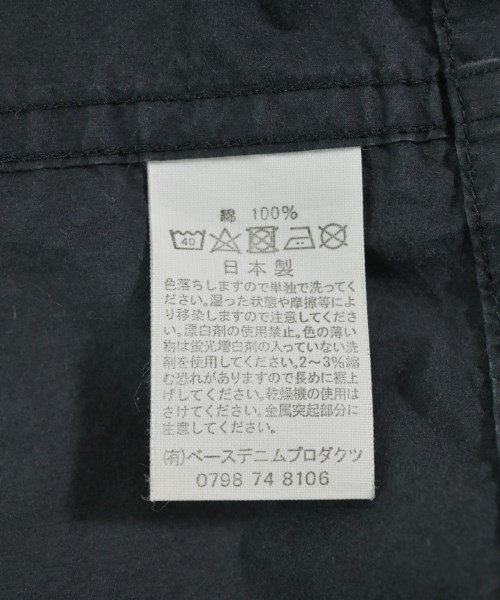 綿 100%
40
日本製
色落ちしますので単独で洗ってく
ださい。湿った状態や摩擦等によ
り移染しますので注意してくださ
い。漂白剤の使用禁止。色の薄い
物は蛍光増白剤の入っていない洗
剤を使用してください。2~3%縮
む恐れがありますので長めに裾上
げしてください。乾燥機の使用は
さけてください。金属突起部分に
注意してください。
(有)ベースデニムプロダクツ
0798 74 8106